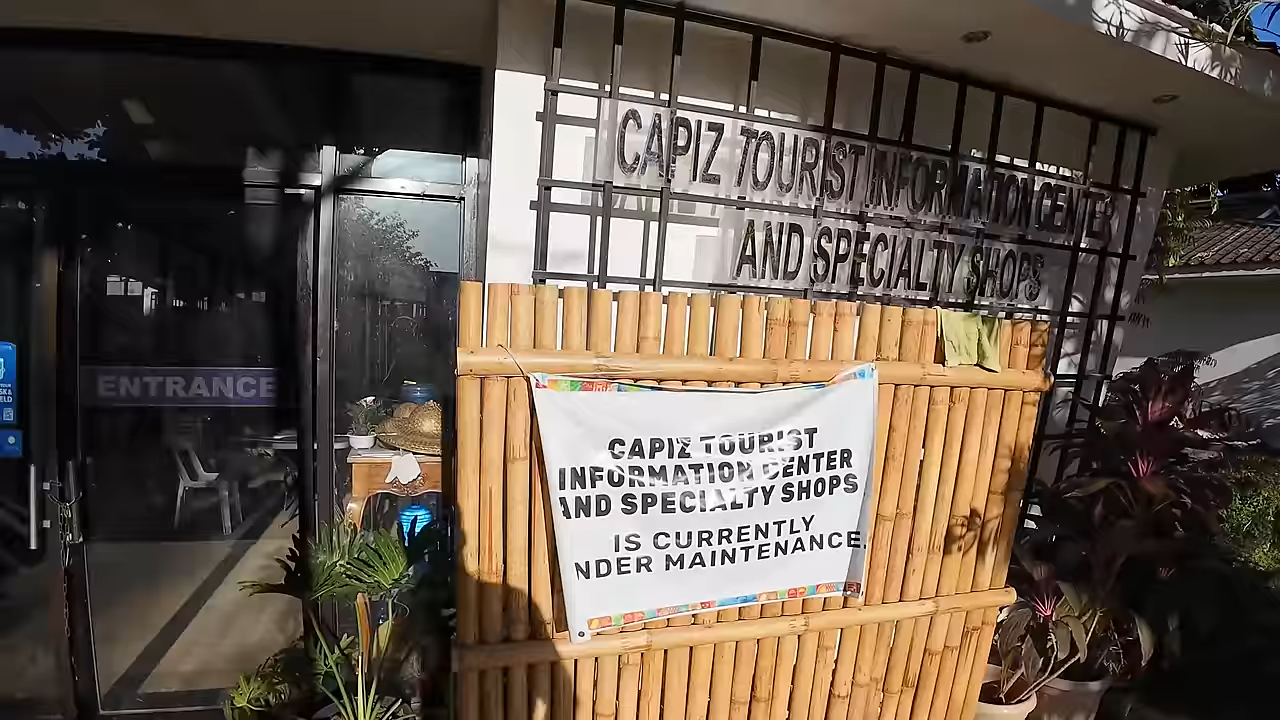 CAPIZ TOURIST INFORMATION CENTER
AND SPECIALTY SHOPS
ENTRANCE
CAPIZ TOURIST
INFORMATION CENTER
AND SPECIALTY SHOPS
IS CURRENTLY
NDER MAINTENANCE.